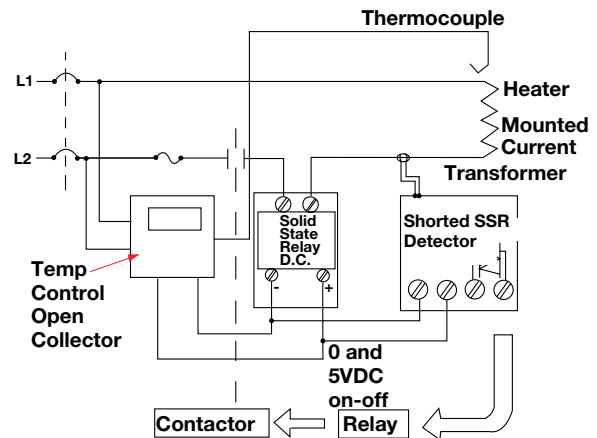 Thermocouple
L1
Heater
Mounted
Current
Transformer
L2
Solid
State
Relay
D.C.
- +
Shorted SSR
Detector
Temp
Control
Open
Collector
0 and
5VDC
on-off
Contactor
Relay